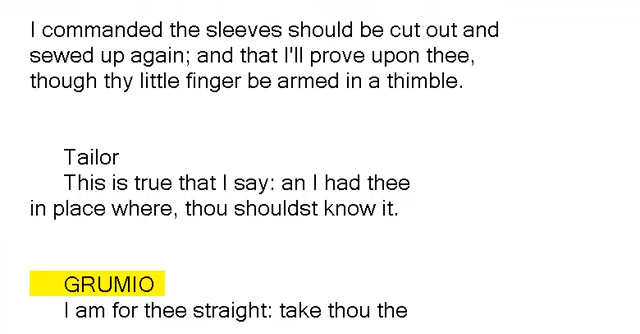 I commanded the sleeves should be cut out and
sewed up again; and that I'll prove upon thee,
though thy little finger be armed in a thimble.
Tailor
This is true that I say: an I had thee
in place where, thou shouldst know it.
GRUMIO
I am for thee straight: take thou the